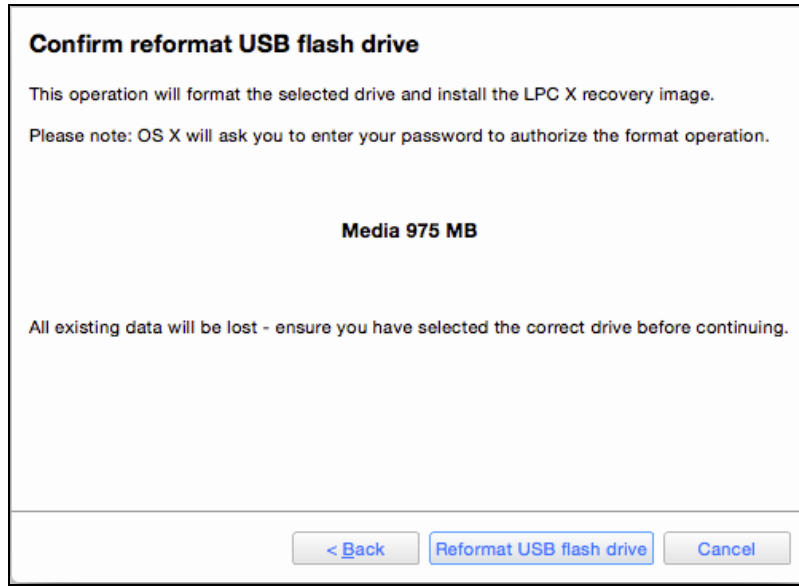 Confirm reformat USB flash drive
This operation will format the selected drive and install the LPC X recovery image.
Please note: OS X will ask you to enter your password to authorize the format operation.
Media 975 MB
All existing data will be lost - ensure you have selected the correct drive before continuing.
< Back Reformat USB flash drive Cancel